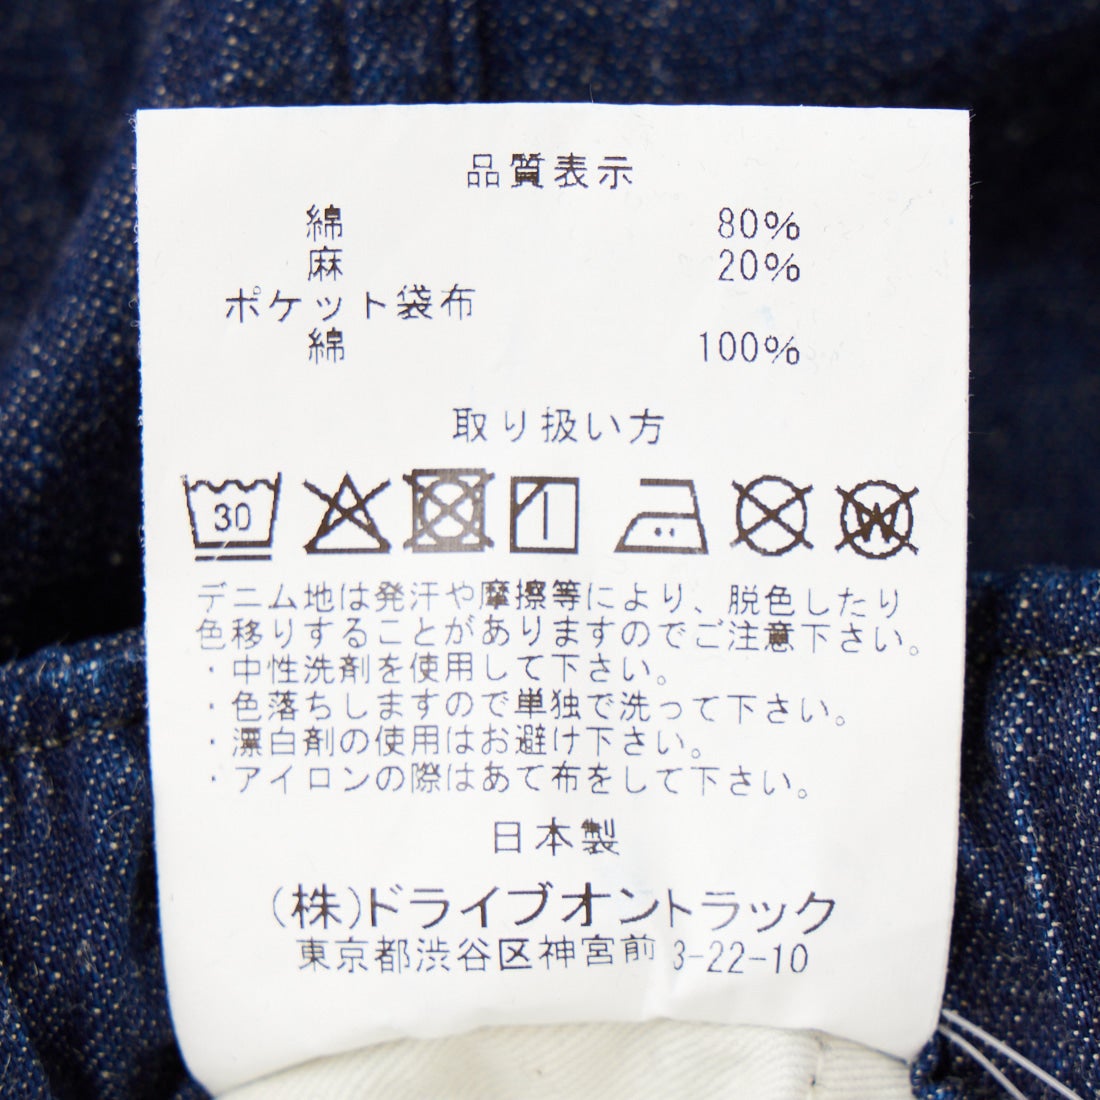 品質表示
綿 80%
麻 20%
ポケット袋布
綿 100%
取り扱い方
30 W
デニム地は発汗や摩擦等により、脱色したり
色移りすることがありますのでご注意下さい。
・中性洗剤を使用して下さい。
・色落ちしますので単独で洗って下さい。
・漂白剤の使用はお避け下さい。
・アイロンの際はあて布をして下さい。
日本製
(株)ドライブオントラック
東京都渋谷区神宮前 3-22-10